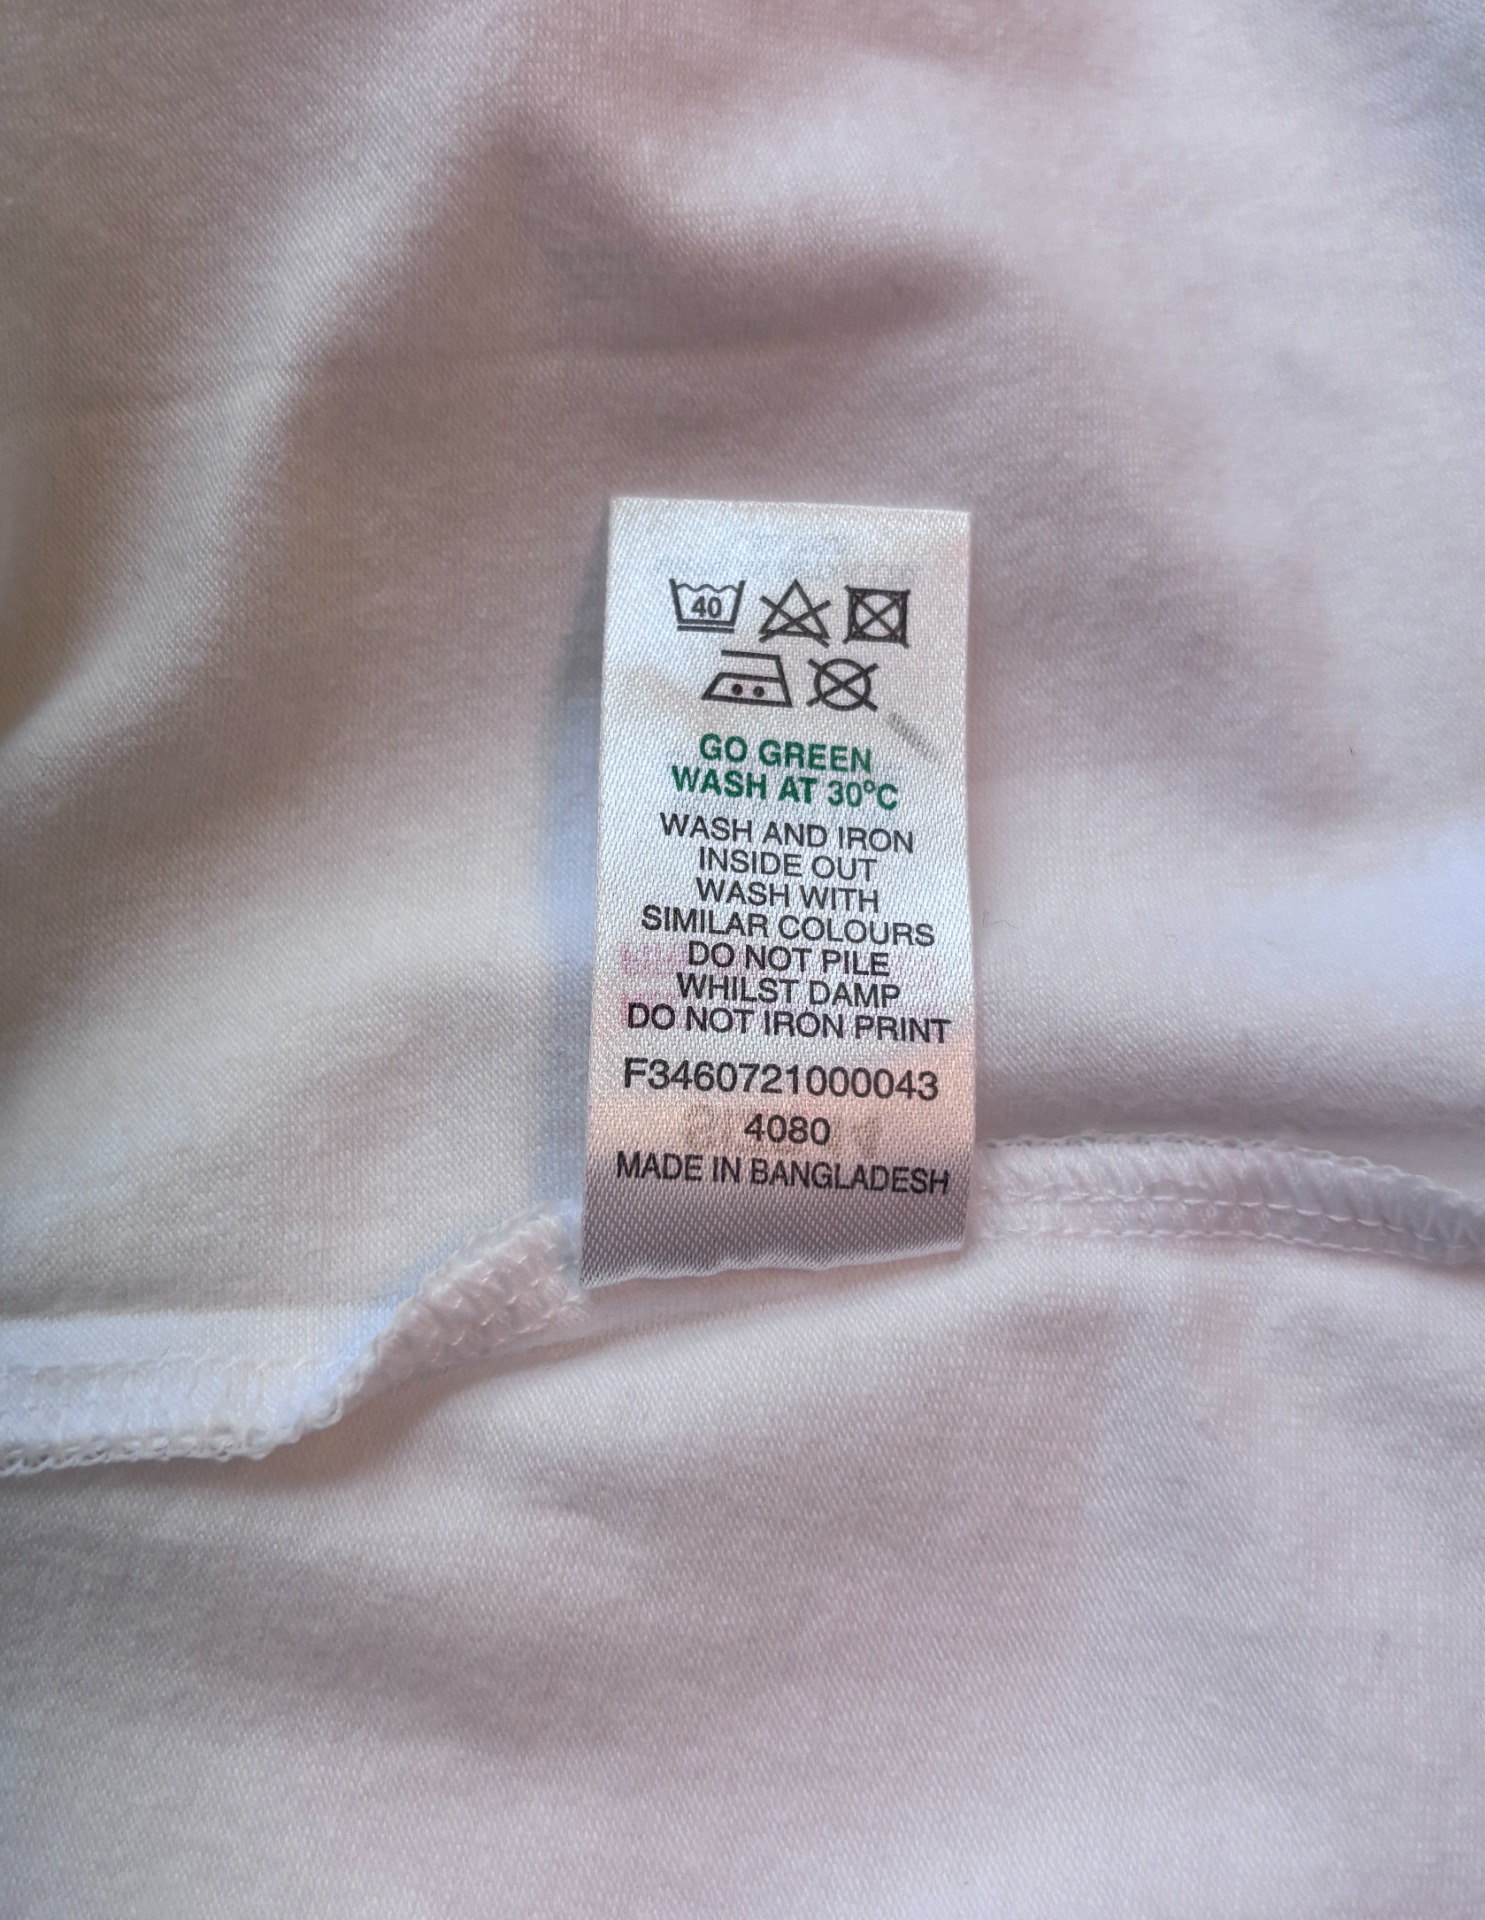 40
GO GREEN
WASH AT 30°C
WASH AND IRON
INSIDE OUT
WASH WITH
SIMILAR COLOURS
DO NOT PILE
WHILST DAMP
DO NOT IRON PRINT
F3460721000043
4080
MADE IN BANGLADESH